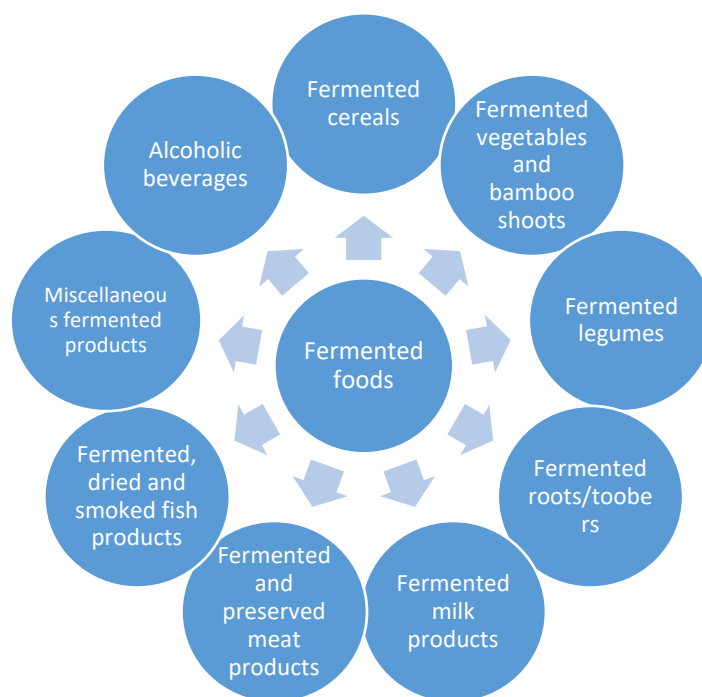 Fermented
cereals
Fermented
vegetables
and
bamboo
shoots
Fermented
legumes
Fermented
roots/toobe
rs
Fermented
milk
products
Fermented
and
preserved
meat
products
Fermented,
dried and
smoked fish
products
Miscellaneou
s fermented
products
Alcoholic
beverages
Fermented
foods